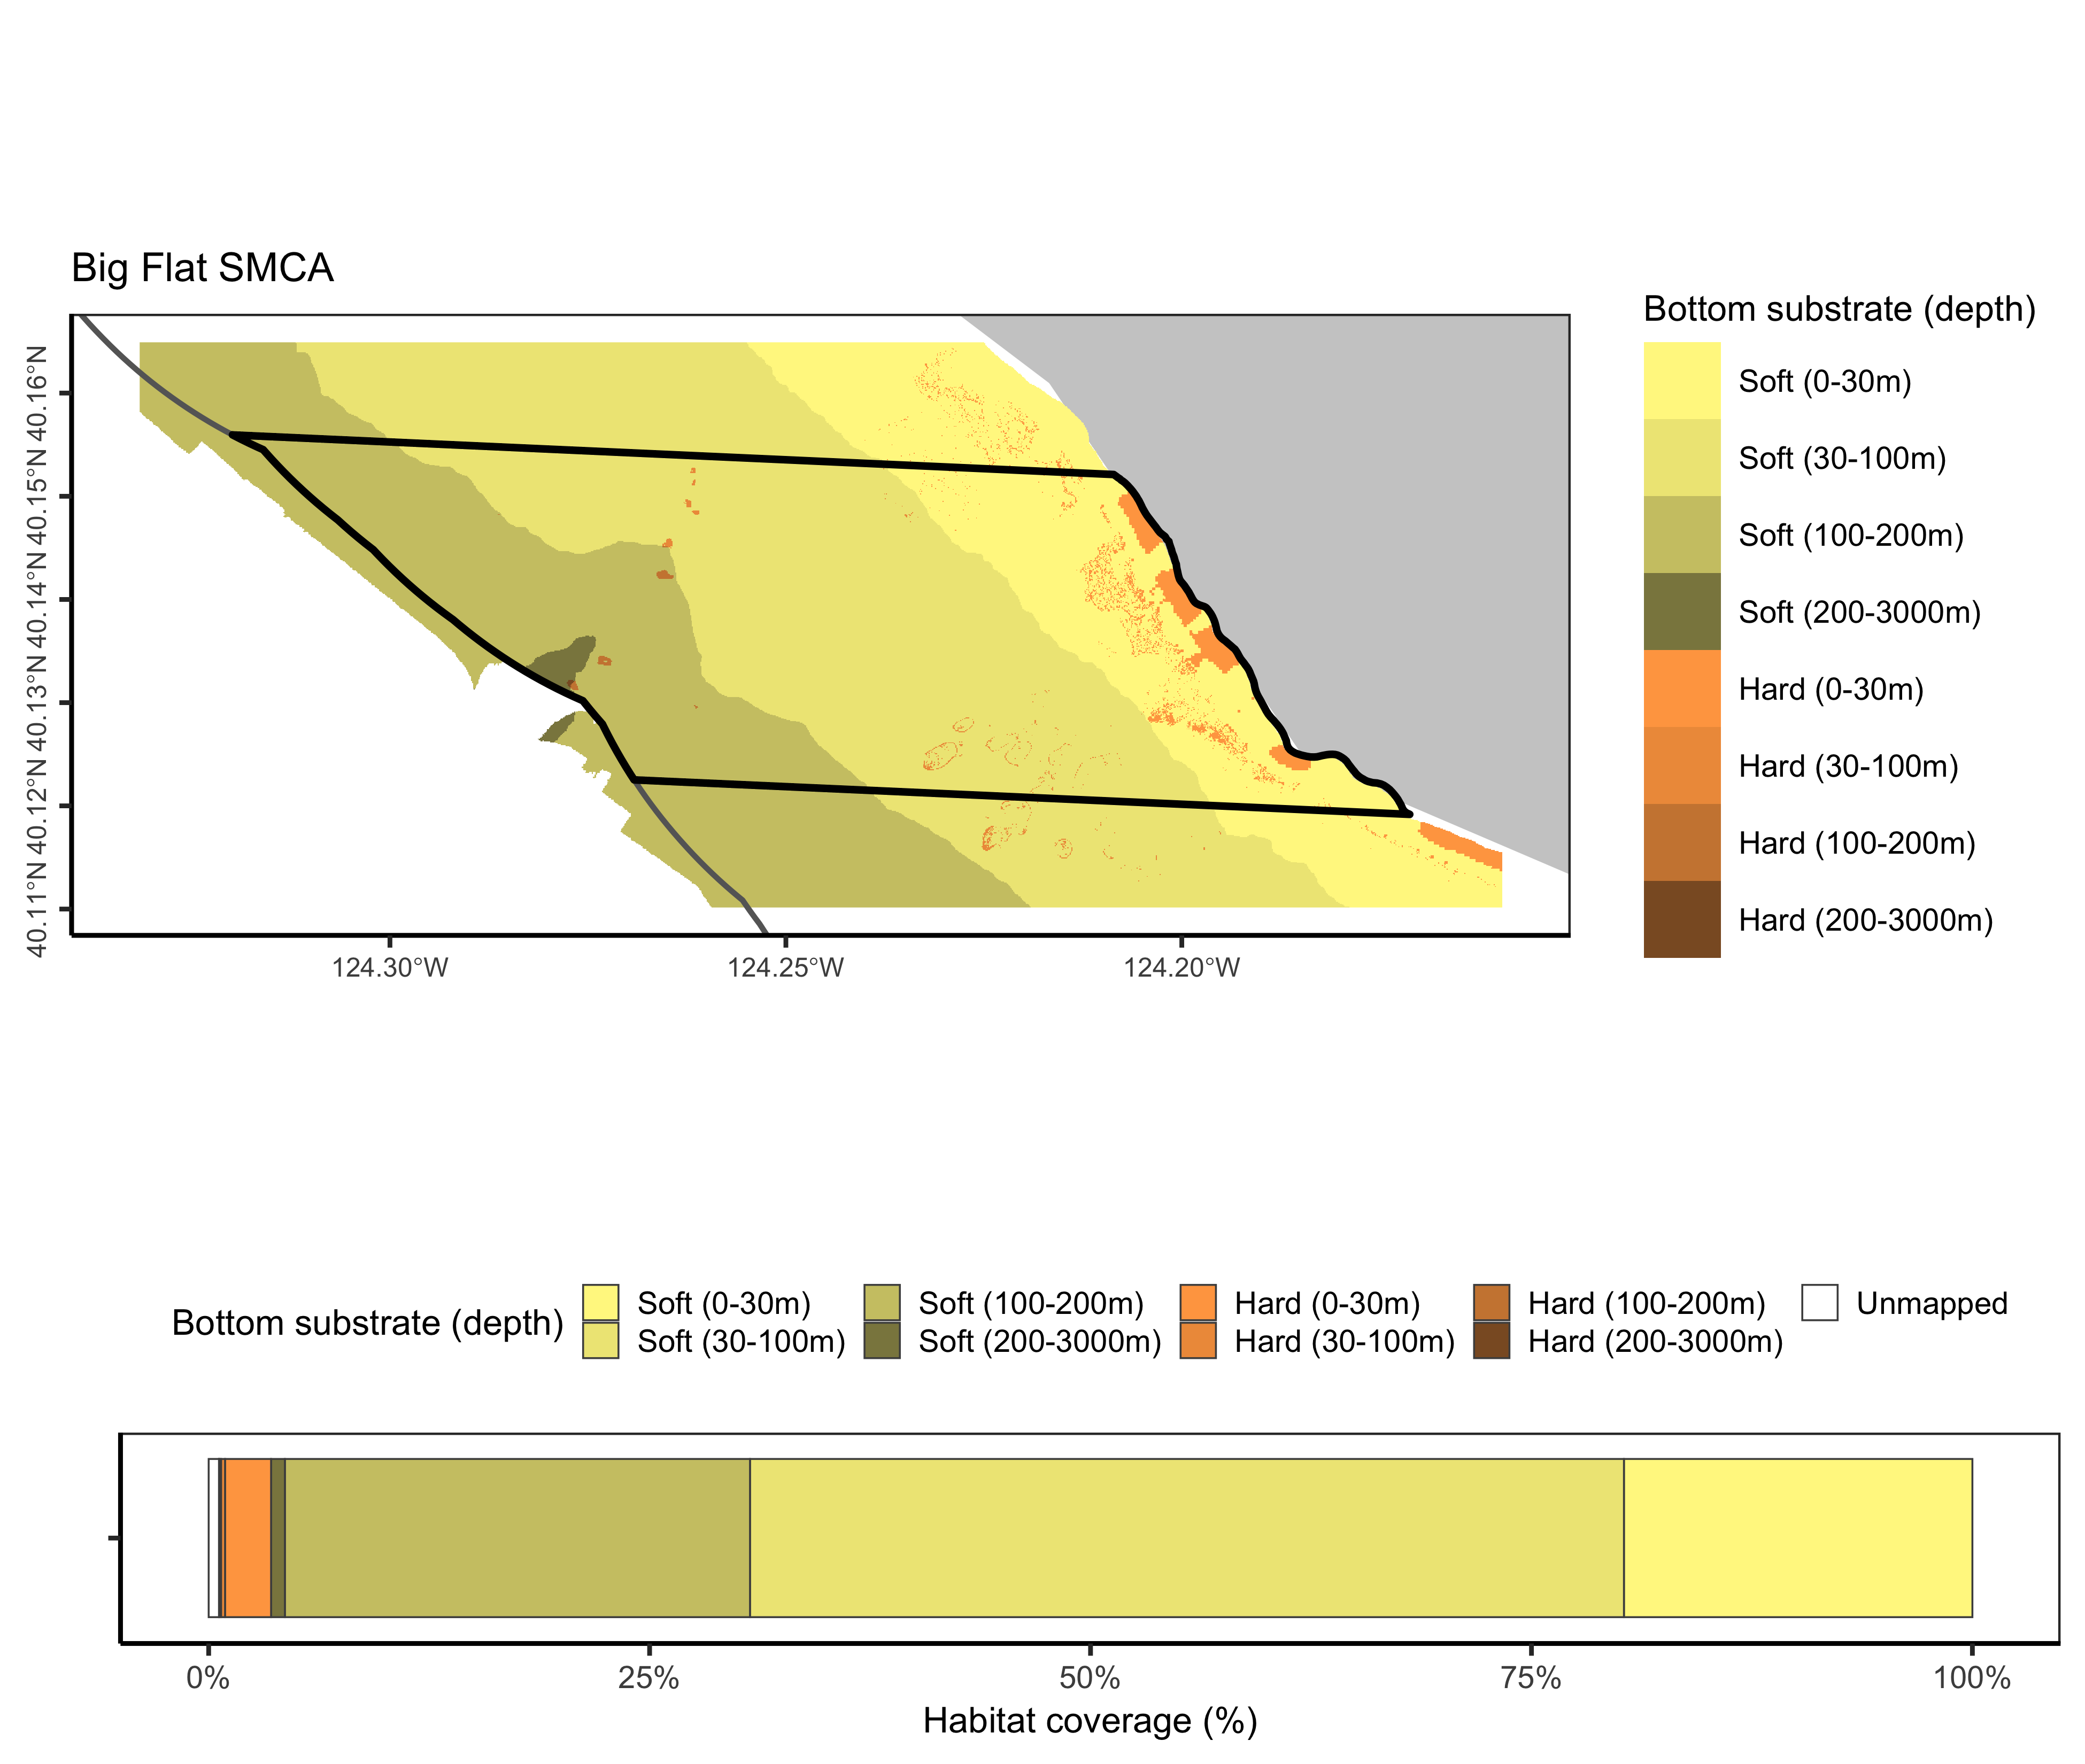 Big Flat SMCA
40.16°N
40.15°N
40.14°N
40.13°N
40.12°N
40.11°N
124.30°W 124.25°W 124.20°W
Bottom substrate (depth)
Soft (0-30m)
Soft (30-100m)
Soft (100-200m)
Soft (200-3000m)
Hard (0-30m)
Hard (30-100m)
Hard (100-200m)
Hard (200-3000m)
Bottom substrate (depth)
Soft (0-30m) Soft (100-200m) Hard (0-30m) Hard (100-200m) Unmapped
Soft (30-100m) Soft (200-3000m) Hard (30-100m) Hard (200-3000m)
0% 25% 50% 75% 100%
Habitat coverage (%)